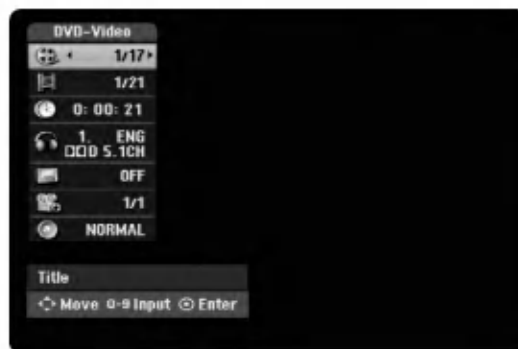 DVD-Video
1/17
1/21
0: 00: 21
1. ENG
D 5.1CH
OFF
1/1
NORMAL
Title
Move 0-9 Input Enter